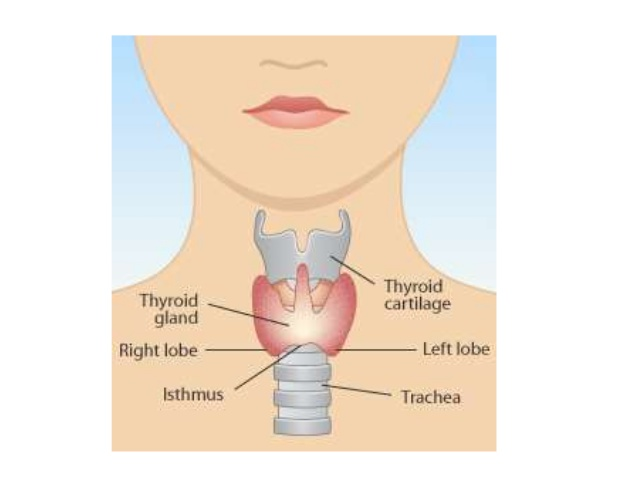 Thyroid
cartilage
Thyroid
gland
Right lobe
Left lobe
Isthmus
Trachea